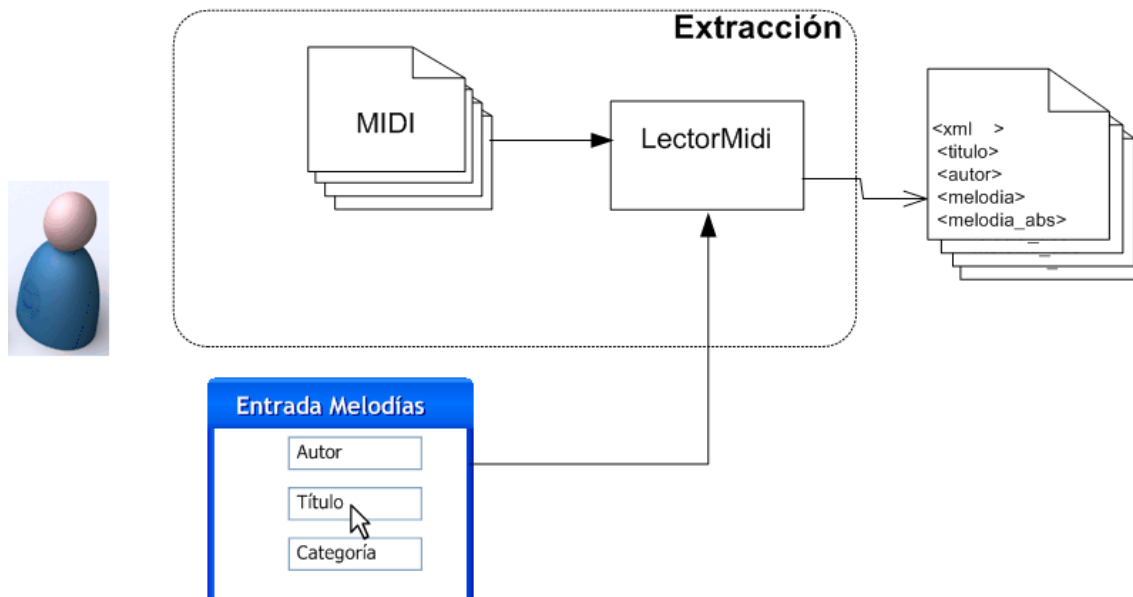 Extracción
MIDI
LectorMidi
<xml    >
<titulo>
<autor>
<melodia>
<melodia_abs>
Entrada Melodías
Autor
Título
Categoría